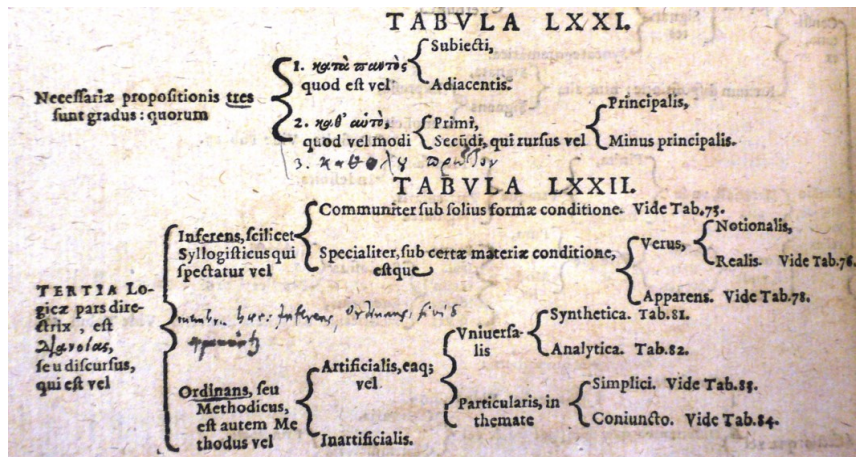 TABVLA LXXI.
Necessariæ propositionis tres
sunt gradus: quorum
1. κατὰ παντὸς
quod est vel
Subiecti,
Adiacentis.
2. καθ' αὑτὸ,
quod vel modi
Primi,
Secūdi, qui rursus vel
Principalis,
Minus principalis.
3. καθόλου πρῶτον
TABVLA LXXII.
TERTIA Lo-
gicæ pars dire-
ctrix, est
Διανοίας,
seu discursus,
qui est vel
Inferens, scilicet
Syllogisticus qui
spectatur vel
Communiter sub solius formæ conditione. Vide Tab.73.
Specialiter, sub certæ materiæ conditione,
estque
Verus,
Notionalis,
Realis. Vide Tab.76.
Apparens. Vide Tab.78.
Inferens, Ordinans,
Ordinans, seu
Methodicus,
est autem Me
thodus vel
Artificialis, eaq;
vel
Vniuersa-
lis
Synthetica. Tab.81.
Analytica. Tab.82.
Particularis, in
themate
Simplici. Vide Tab.83.
Coniuncto. Vide Tab.84.
Inartificialis.